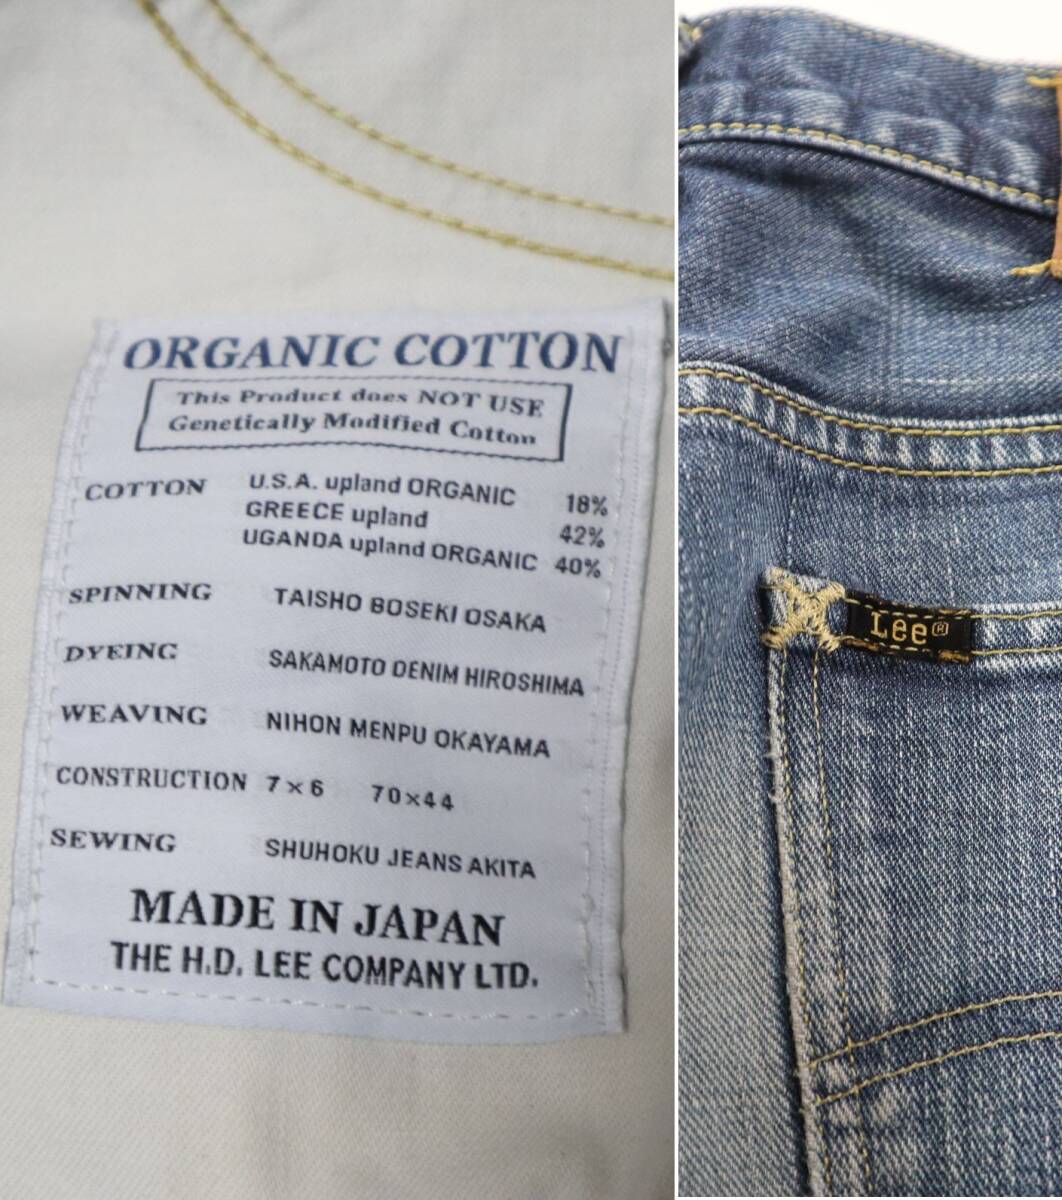 ORGANIC COTTON
This Product does NOT USE
Genetically Modified Cotton
COTTON U.S.A. upland ORGANIC 18%
GREECE upland 42%
UGANDA upland ORGANIC 40%
SPINNING TAISHO BOSEKI OSAKA
DYEING SAKAMOTO DENIM HIROSHIMA
WEAVING NIHON MENPU OKAYAMA
CONSTRUCTION 7×6 70×44
SEWING SHUHOKU JEANS AKITA
MADE IN JAPAN
THE H.D. LEE COMPANY LTD.
Lee®